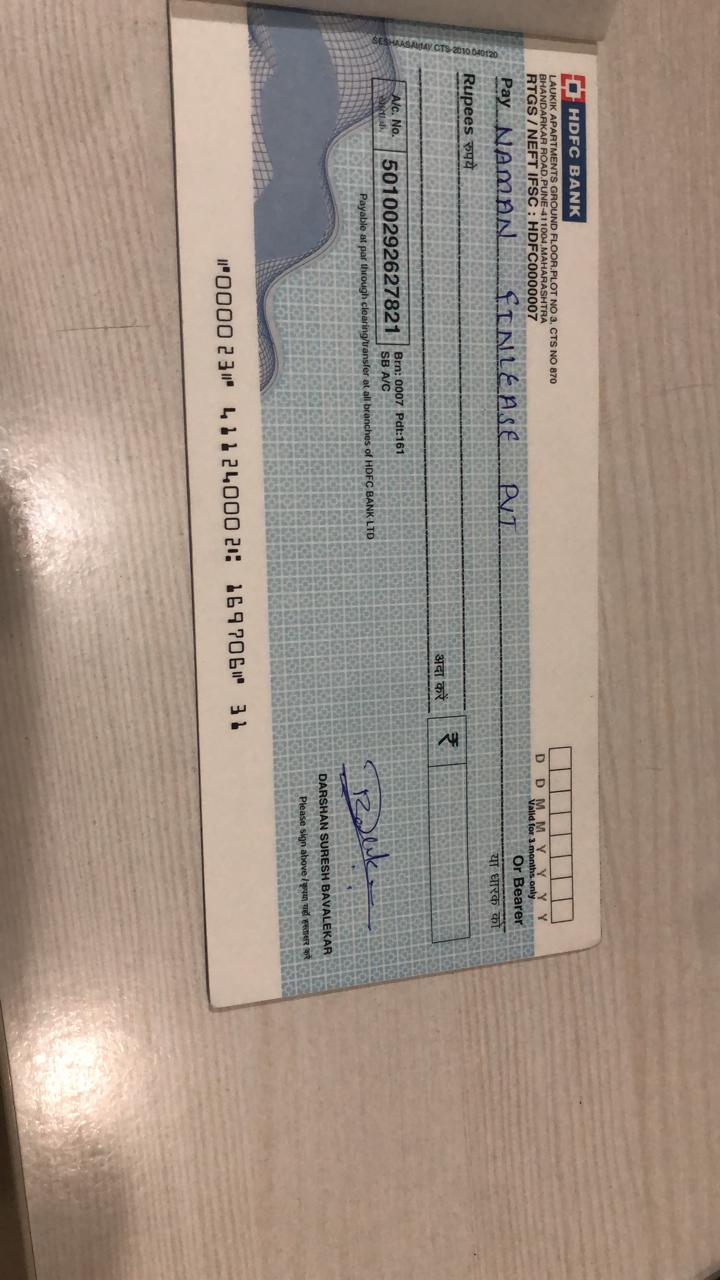 HDFC BANK
LAUKIK APARTMENTS GROUND FLOOR,PLOT NO 3, CTS NO 870
BHANDARKAR ROAD,PUNE-411004,MAHARASHTRA
RTGS / NEFT IFSC : HDFC0000007
D D M M Y Y Y Y
Valid for 3 months only
Pay NAMAN FINLEASE PVT Or Bearer
या धारक को
Rupees रुपये
अदा करें ₹
A/c. No. 50100292627821 Brn: 0007 Pdt:161
SB A/C
Payable at par through clearing/transfer at all branches of HDFC BANK LTD
DARSHAN SURESH BAVALEKAR
Please sign above / कृपया यहाँ हस्ताक्षर करें
SESHAASAI(M)/ CTS-2010 040120
⑈000023⑈ 411240002⑆ 169706⑈ 31